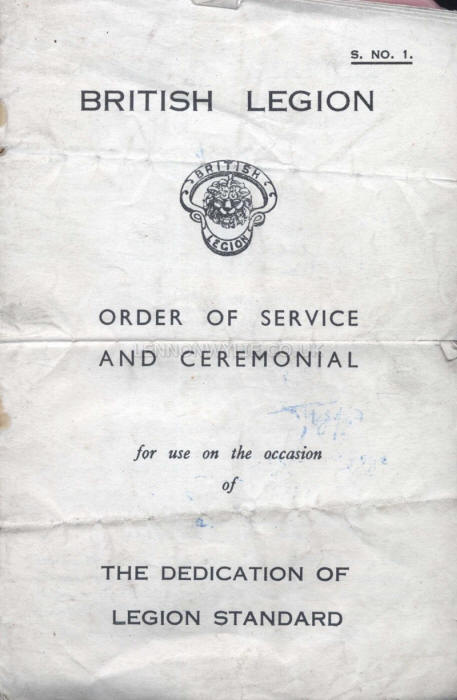 S. NO. 1.
BRITISH LEGION
BRITISH
LEGION
ORDER OF SERVICE
AND CEREMONIAL
for use on the occasion
of
THE DEDICATION OF
LEGION STANDARD